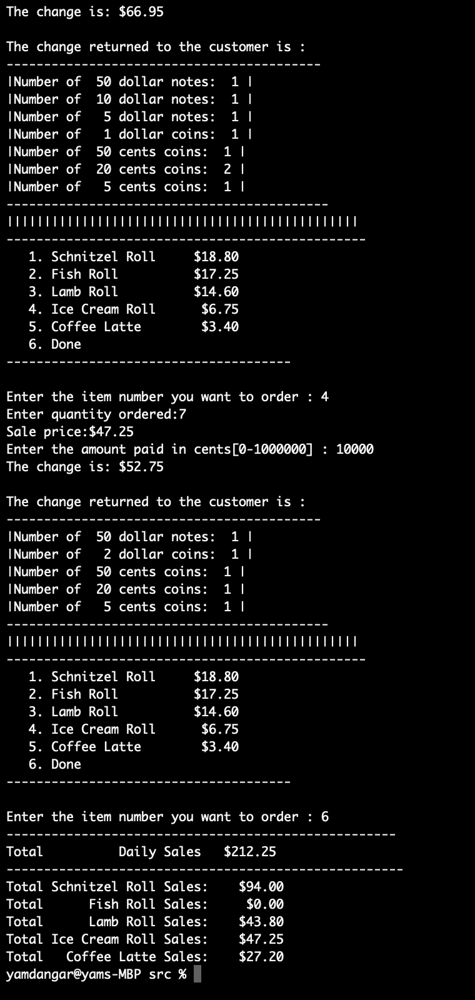 The change is: $66.95

The change returned to the customer is :
------------------------------------------
|Number of  50 dollar notes:  1 |
|Number of  10 dollar notes:  1 |
|Number of   5 dollar notes:  1 |
|Number of   1 dollar coins:  1 |
|Number of  50 cents coins:  1 |
|Number of  20 cents coins:  2 |
|Number of   5 cents coins:  1 |
-------------------------------------------
|||||||||||||||||||||||||||||||||||||||||||||||
------------------------------------------------
   1. Schnitzel Roll     $18.80
   2. Fish Roll          $17.25
   3. Lamb Roll          $14.60
   4. Ice Cream Roll      $6.75
   5. Coffee Latte        $3.40
   6. Done
--------------------------------------

Enter the item number you want to order : 4
Enter quantity ordered:7
Sale price:$47.25
Enter the amount paid in cents[0-1000000] : 10000
The change is: $52.75

The change returned to the customer is :
------------------------------------------
|Number of  50 dollar notes:  1 |
|Number of   2 dollar coins:  1 |
|Number of  50 cents coins:  1 |
|Number of  20 cents coins:  1 |
|Number of   5 cents coins:  1 |
-------------------------------------------
|||||||||||||||||||||||||||||||||||||||||||||||
------------------------------------------------
   1. Schnitzel Roll     $18.80
   2. Fish Roll          $17.25
   3. Lamb Roll          $14.60
   4. Ice Cream Roll      $6.75
   5. Coffee Latte        $3.40
   6. Done
--------------------------------------

Enter the item number you want to order : 6
----------------------------------------------------
Total          Daily Sales   $212.25
-----------------------------------------------------
Total Schnitzel Roll Sales:    $94.00
Total      Fish Roll Sales:     $0.00
Total      Lamb Roll Sales:    $43.80
Total Ice Cream Roll Sales:    $47.25
Total   Coffee Latte Sales:    $27.20
yamdangar@yams-MBP src %